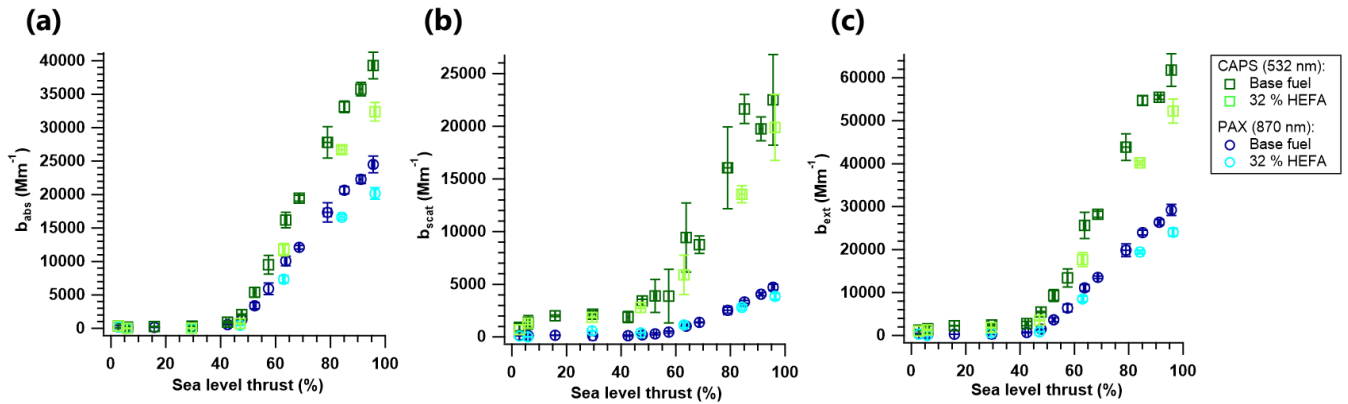 (a)
40000
35000
30000
25000
20000
15000
10000
5000
0
b_abs (Mm⁻¹)
0 20 40 60 80 100
Sea level thrust (%)
(b)
25000
20000
15000
10000
5000
0
b_scat (Mm⁻¹)
0 20 40 60 80 100
Sea level thrust (%)
(c)
60000
50000
40000
30000
20000
10000
0
b_ext (Mm⁻¹)
0 20 40 60 80 100
Sea level thrust (%)
CAPS (532 nm):
Base fuel
32 % HEFA
PAX (870 nm):
Base fuel
32 % HEFA